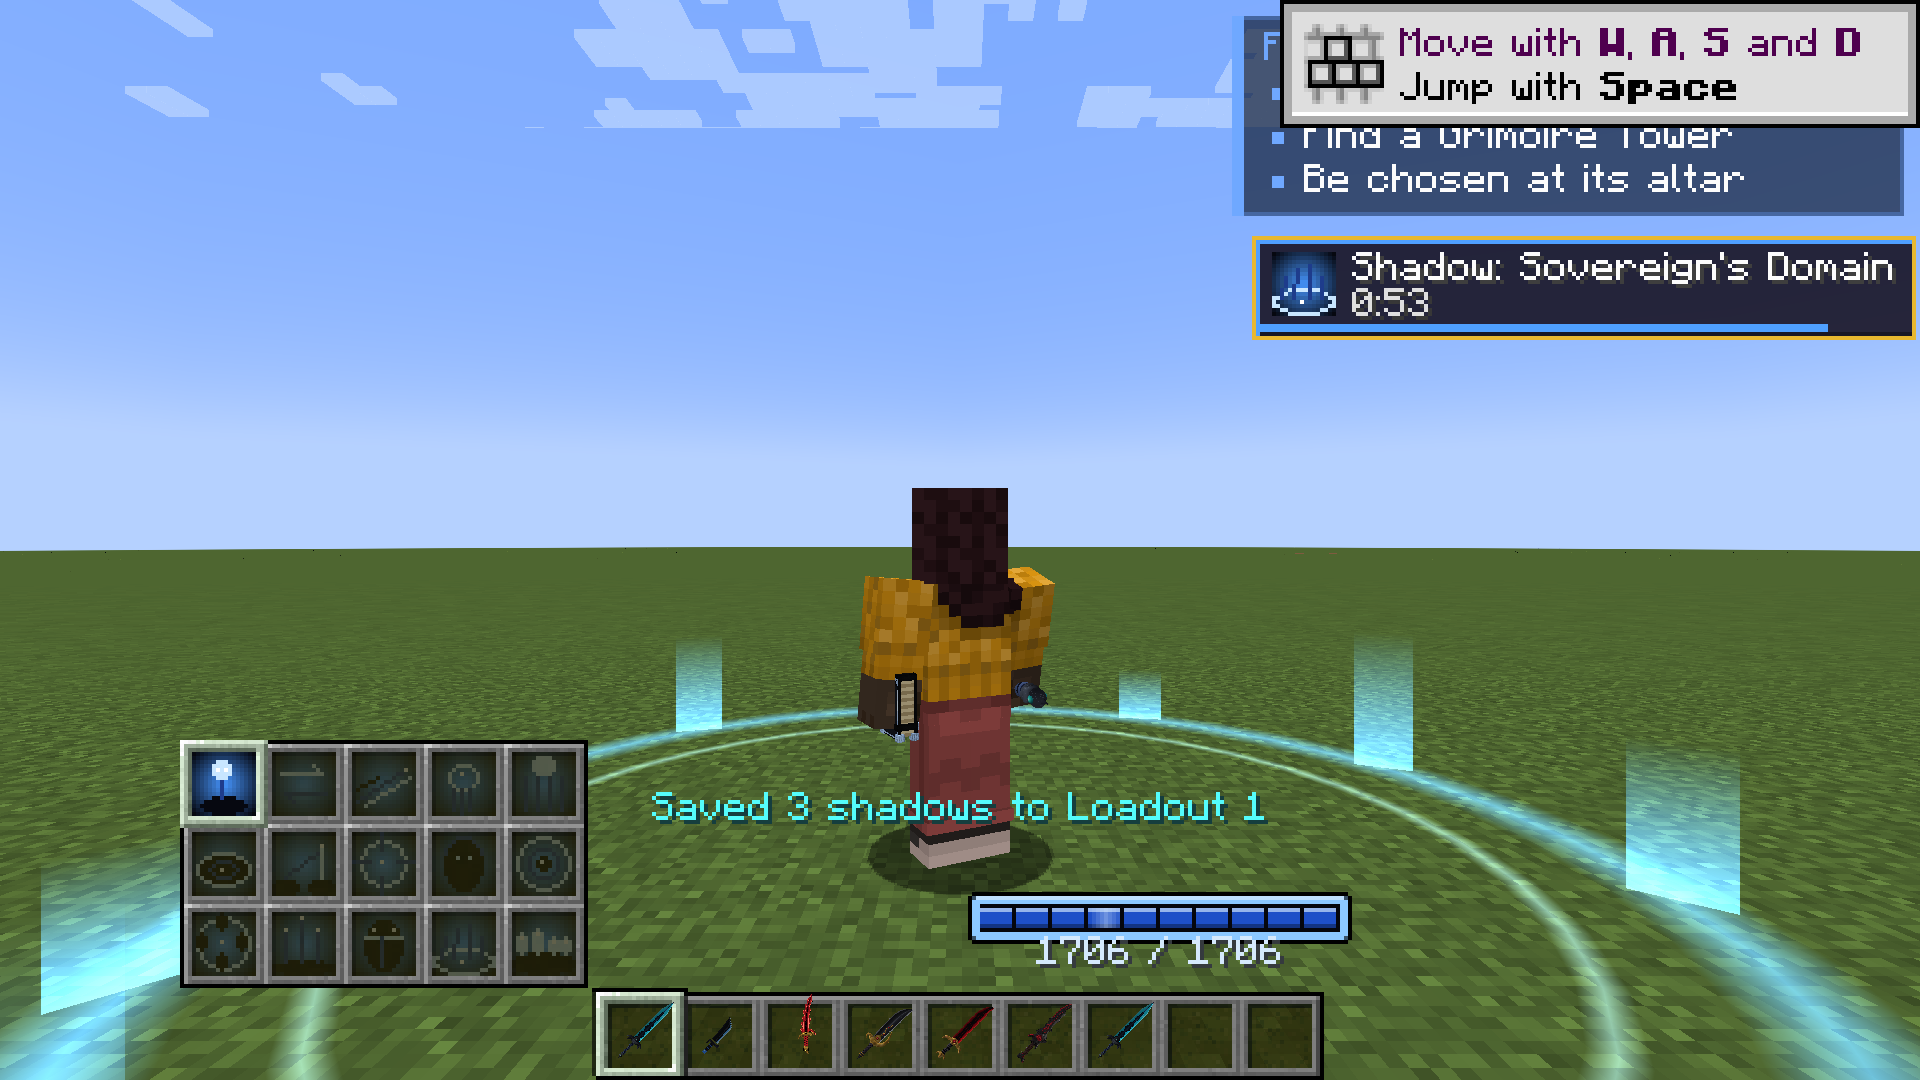 Move with W, A, S and D
Jump with Space
Find a Grimoire Tower
Be chosen at its altar
Shadow: Sovereign's Domain
0:53
Saved 3 shadows to Loadout 1
1706 / 1706